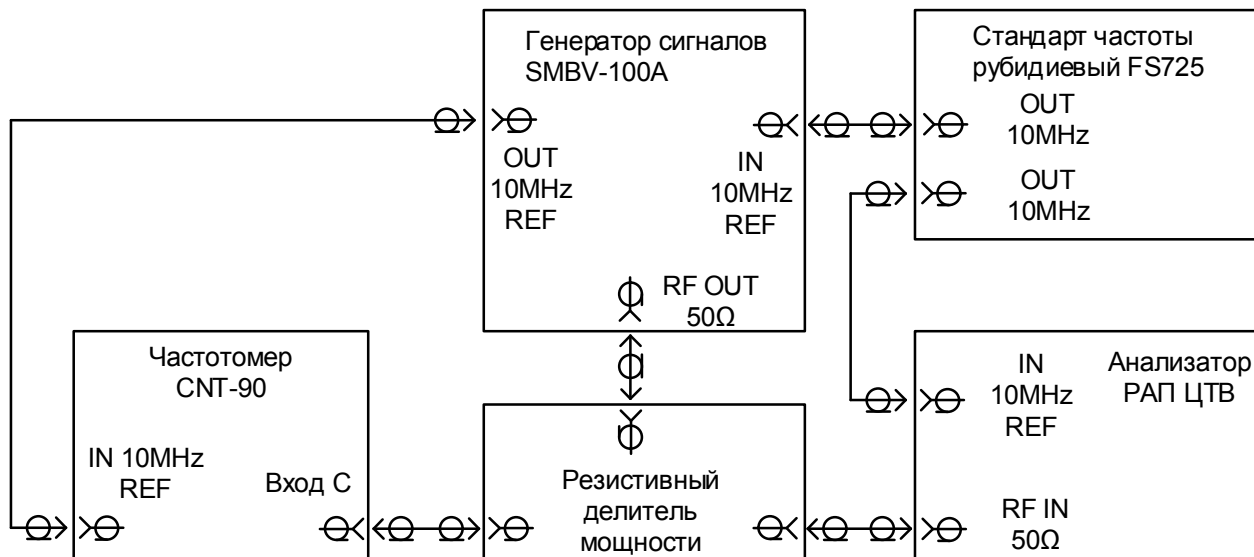 Генератор сигналов
SMBV-100A
OUT
10MHz
REF
IN
10MHz
REF
RF OUT
50Ω
Стандарт частоты
рубидиевый FS725
OUT
10MHz
OUT
10MHz
Частотомер
CNT-90
IN 10MHz
REF
Вход C
Резистивный
делитель
мощности
IN
10MHz
REF
Анализатор
РАП ЦТВ
RF IN
50Ω